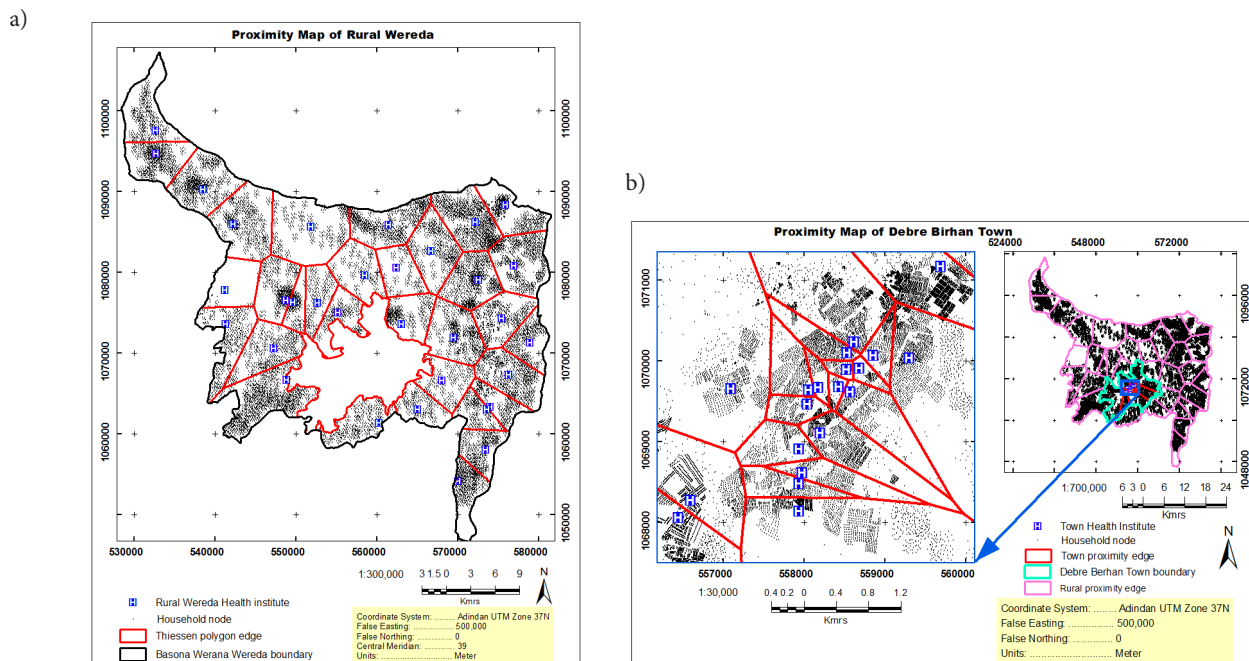 a)
Proximity Map of Rural Wereda
1100000
1100000
1090000
1090000
1080000
1080000
1070000
1070000
1060000
1060000
1050000
1050000
530000 540000 550000 560000 570000 580000
1:300,000
3 1.5 0 3 6 9
Kmrs
N
H Rural Wereda Health institute
Household node
Thiessen polygon edge
Basona Werana Wereda boundary
Coordinate System: ......... Adindan UTM Zone 37N
False Easting: .................. 500,000
False Northing: ................ 0
Central Meridian: ............. 39
Units: ............................... Meter
b)
Proximity Map of Debre Birhan Town
1071000
1070000
1069000
1068000
557000 558000 559000 560000
1:30,000
0.4 0.2 0 0.4 0.8 1.2
Kmrs
524000 548000 572000
1096000
1072000
1048000
1:700,000
6 3 0 6 12 18 24
Kmrs
N
H Town Health Institute
Household node
Town proximity edge
Debre Berhan Town boundary
Rural proximity edge
Coordinate System: ........ Adindan UTM Zone 37N
False Easting: .................. 500,000
False Northing: ............... 0
Units: ............................... Meter